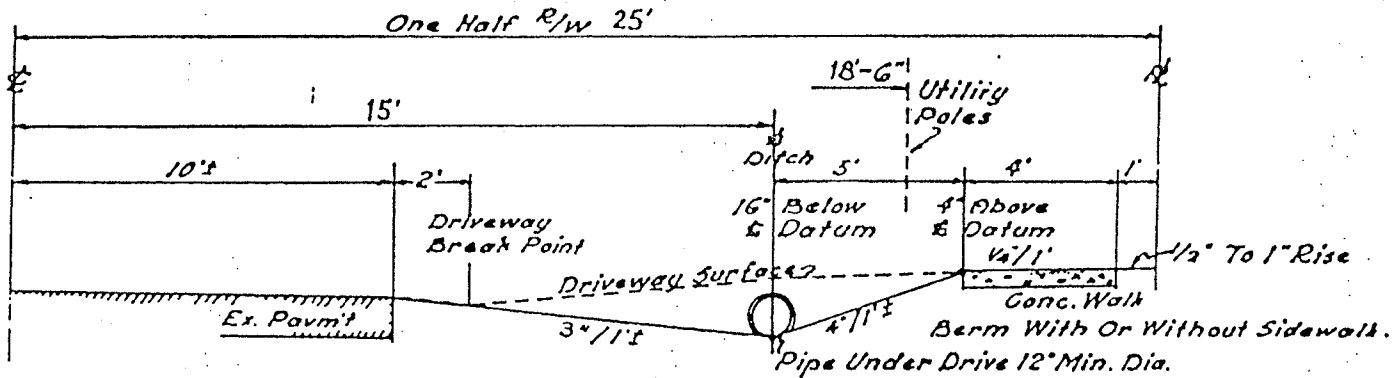 One Half R/W 25'
18'-6"
Utility
Poles
15'
Ditch
10'±
2'
5'
4'
1'
Driveway
Break Point
16" Below
℄ Datum
4" Above
℄ Datum
1/4"/1'
1/2" To 1" Rise
Driveway Surface
Ex. Pavm't
3"/1'±
4"/1'±
Conc. Walk
Berm With Or Without Sidewalk.
Pipe Under Drive 12" Min. Dia.